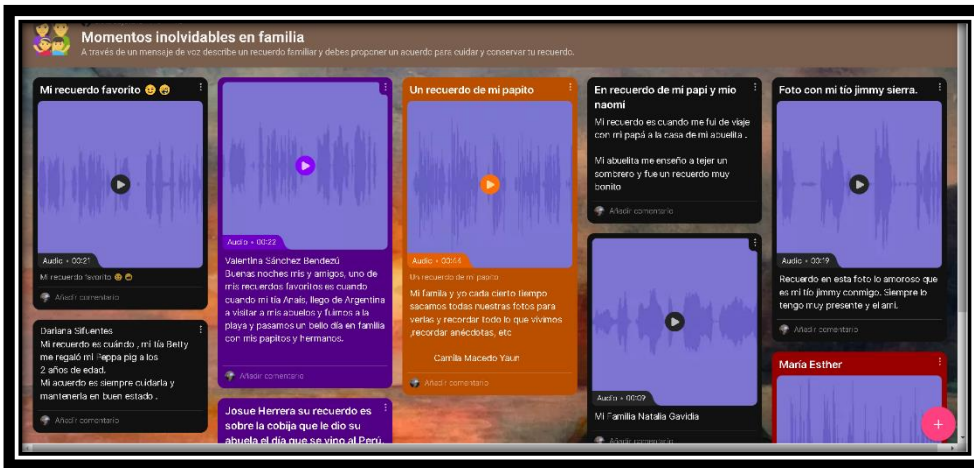 Momentos inolvidables en familia
A través de un mensaje de voz describe un recuerdo familiar y debes proponer un acuerdo para cuidar y conservar tu recuerdo.
Mi recuerdo favorito
Audio • 00:21
Mi recuerdo favorito
Añadir comentario
Dariana Sifuentes
Mi recuerdo es cuándo , mi tía Betty
me regaló mi Peppa pig a los
2 años de edad.
Mi acuerdo es siempre cuidarla y
mantenerla en buen estado .
Añadir comentario
Audio • 00:22
Valentina Sánchez Bendezú
Buenas noches mis y amigos, uno de
mis recuerdos favoritos es cuando
cuando mi tía Anaís, llego de Argentina
a visitar a mis abuelos y fuimos a la
playa y pasamos un bello día en familia
con mis papitos y hermanos.
Añadir comentario
Josue Herrera su recuerdo es
sobre la cobija que le dio su
abuela el día que se vino al Perú.
Un recuerdo de mi papito
Audio • 00:44
Un recuerdo de mi papito
Mi familia y yo cada cierto tiempo
sacamos todas nuestras fotos para
verlas y recordar todo lo que vivimos
,recordar anécdotas, etc
Camila Macedo Yauri
Añadir comentario
En recuerdo de mi papi y mio
naomí
Mi recuerdo es cuando me fui de viaje
con mi papá a la casa de mi abuelita .
Mi abuelita me enseño a tejer un
sombrero y fue un recuerdo muy
bonito
Añadir comentario
Audio • 00:09
Mi Familia Natalia Gavidia
Añadir comentario
Foto con mi tío jimmy sierra.
Audio • 00:19
Recuerdo en esta foto lo amoroso que
es mi tío jimmy conmigo. Siempre lo
tengo muy presente y el ami.
Añadir comentario
María Esther